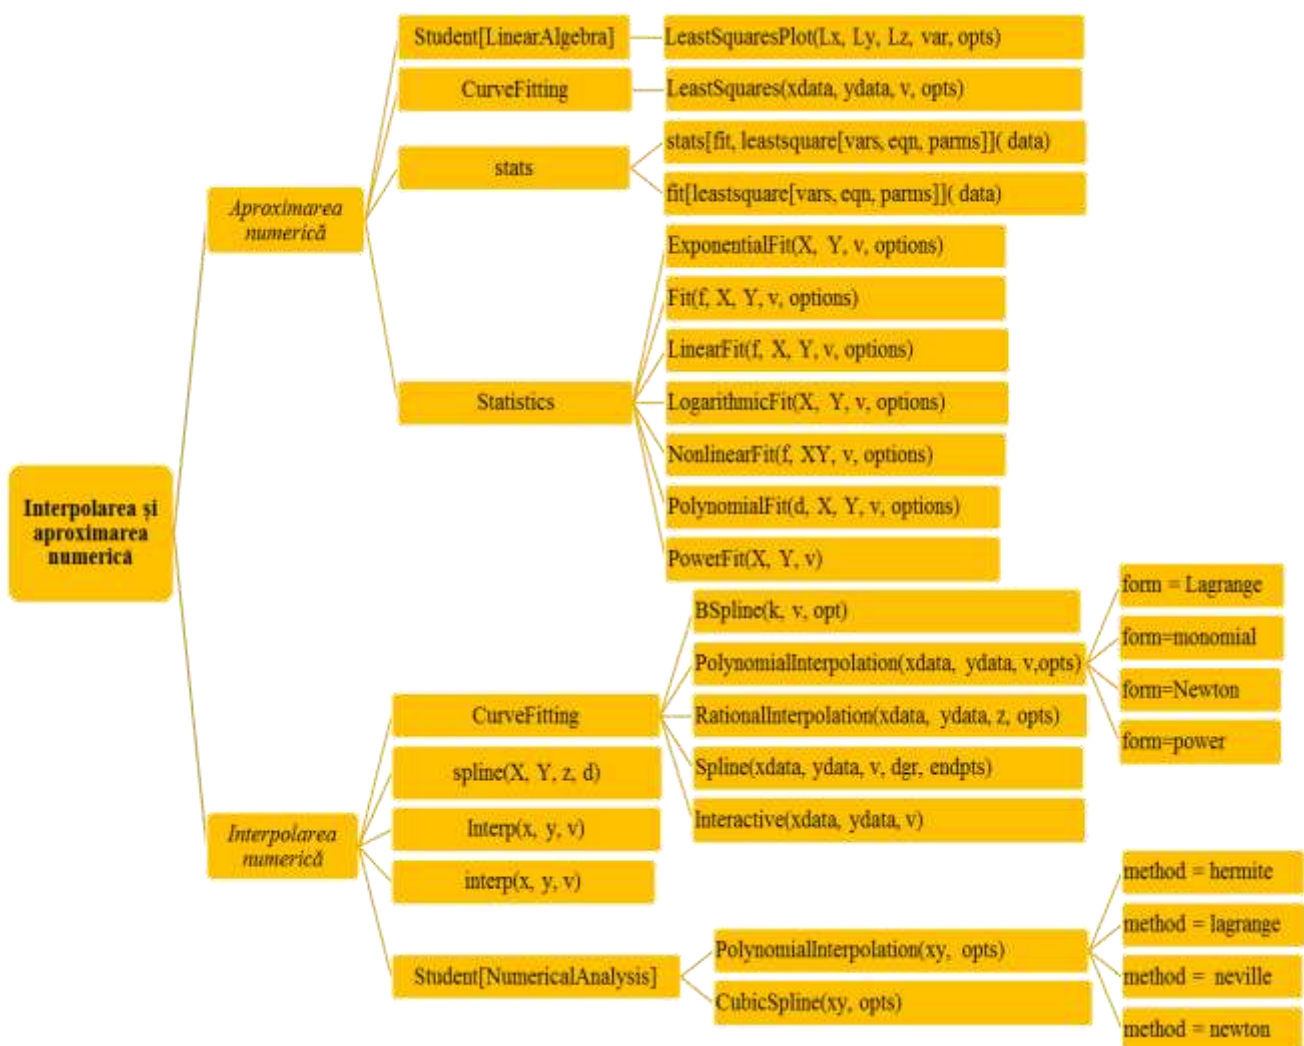 Interpolarea și
aproximarea
numerică
Aproximarea
numerică
Student[LinearAlgebra]
LeastSquaresPlot(Lx, Ly, Lz, var, opts)
CurveFitting
LeastSquares(xdata, ydata, v, opts)
stats
stats[fit, leastsquare[vars, eqn, parms]]( data)
fit[leastsquare[vars, eqn, parms]]( data)
Statistics
ExponentialFit(X, Y, v, options)
Fit(f, X, Y, v, options)
LinearFit(f, X, Y, v, options)
LogarithmicFit(X, Y, v, options)
NonlinearFit(f, XY, v, options)
PolynomialFit(d, X, Y, v, options)
PowerFit(X, Y, v)
Interpolarea
numerică
CurveFitting
BSpline(k, v, opt)
PolynomialInterpolation(xdata, ydata, v,opts)
form = Lagrange
form=monomial
form=Newton
form=power
RationalInterpolation(xdata, ydata, z, opts)
Spline(xdata, ydata, v, dgr, endpts)
Interactive(xdata, ydata, v)
spline(X, Y, z, d)
Interp(x, y, v)
interp(x, y, v)
Student[NumericalAnalysis]
PolynomialInterpolation(xy, opts)
method = hermite
method = lagrange
method = neville
method = newton
CubicSpline(xy, opts)